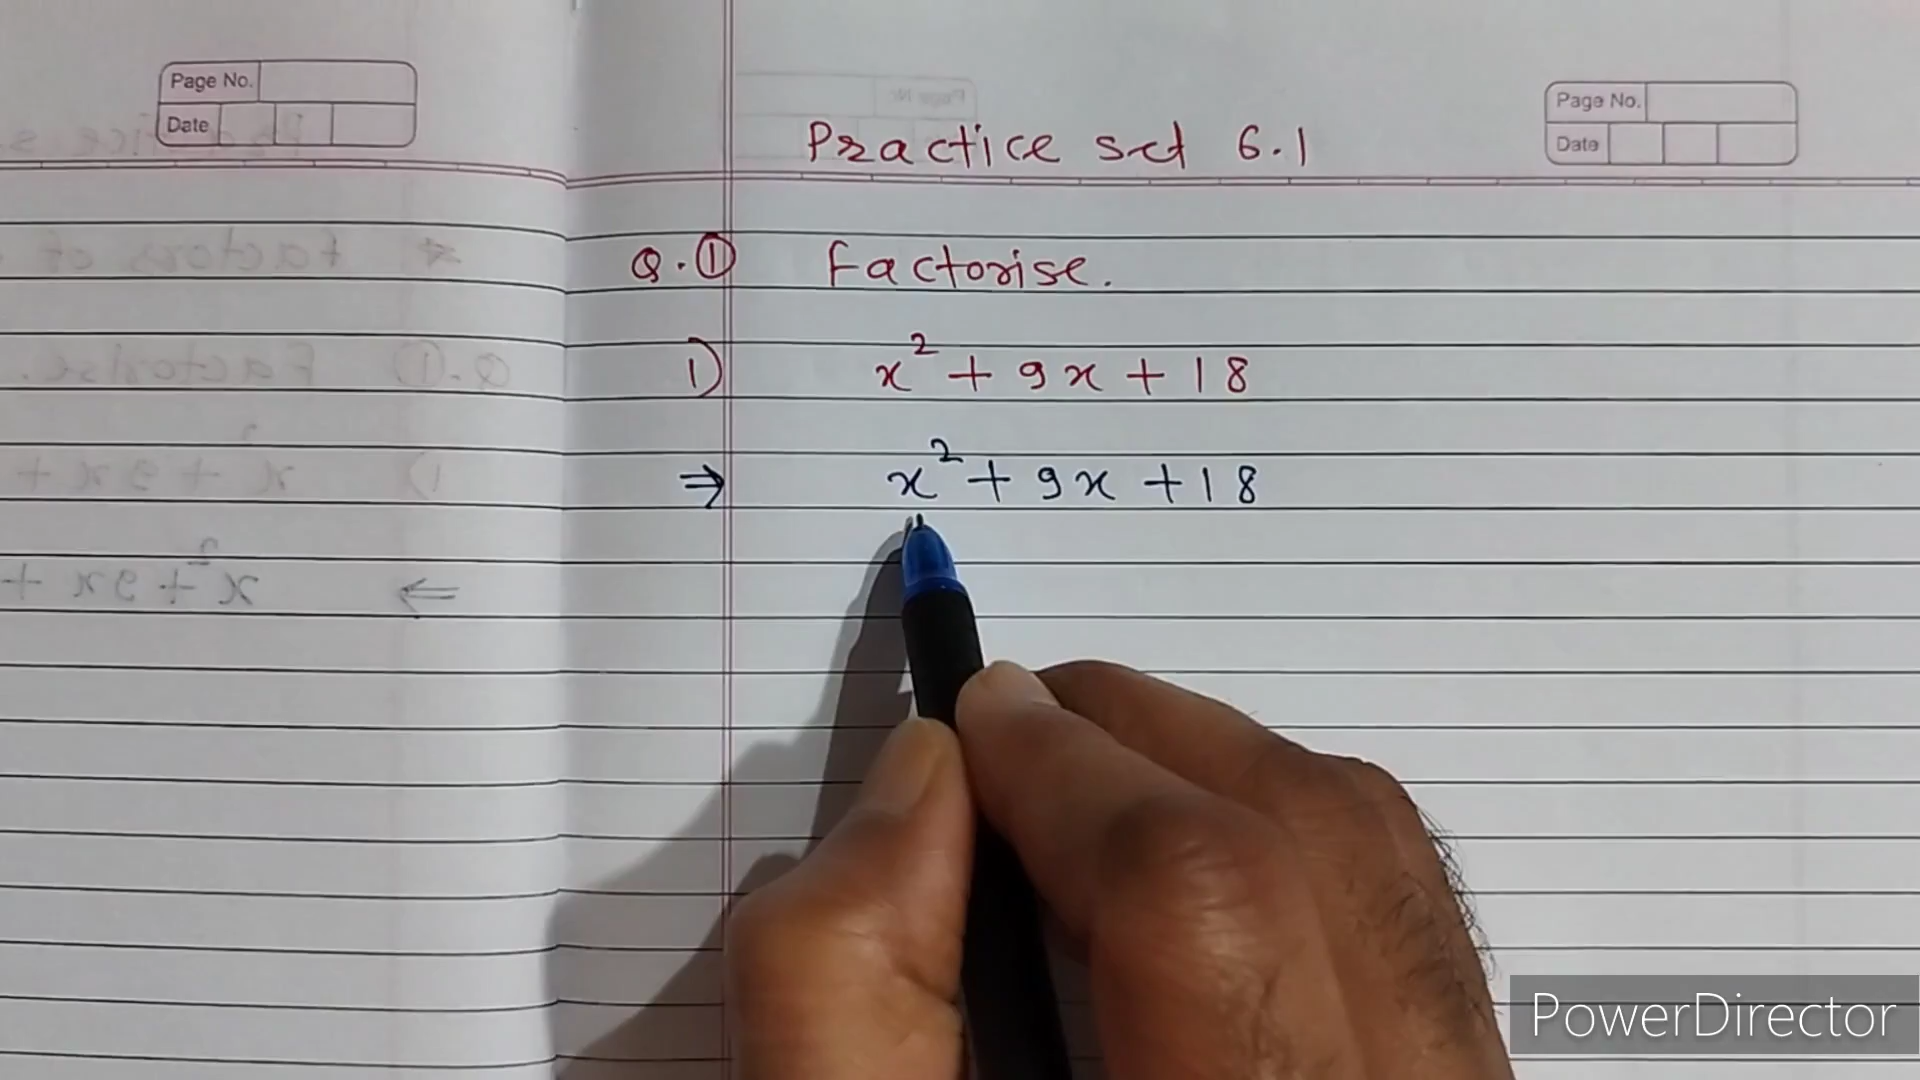 Page No.
Date
Page No.
Date
Practice set 6.1
Q.① Factorise.
1) x² + 9x + 18
⇒ x² + 9x + 18
PowerDirector